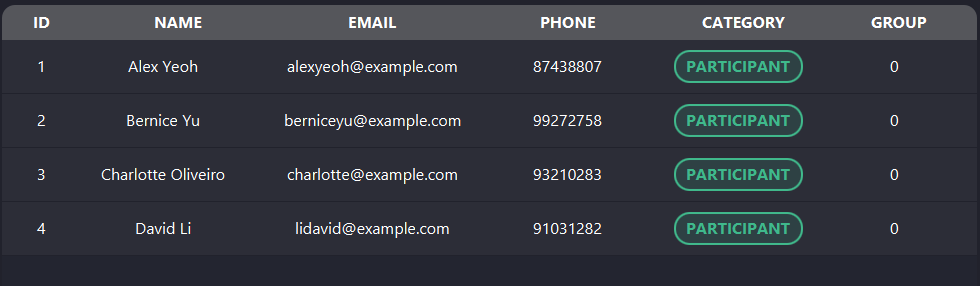 ID NAME EMAIL PHONE CATEGORY GROUP
1 Alex Yeoh alexyeoh@example.com 87438807 PARTICIPANT 0
2 Bernice Yu berniceyu@example.com 99272758 PARTICIPANT 0
3 Charlotte Oliveiro charlotte@example.com 93210283 PARTICIPANT 0
4 David Li lidavid@example.com 91031282 PARTICIPANT 0